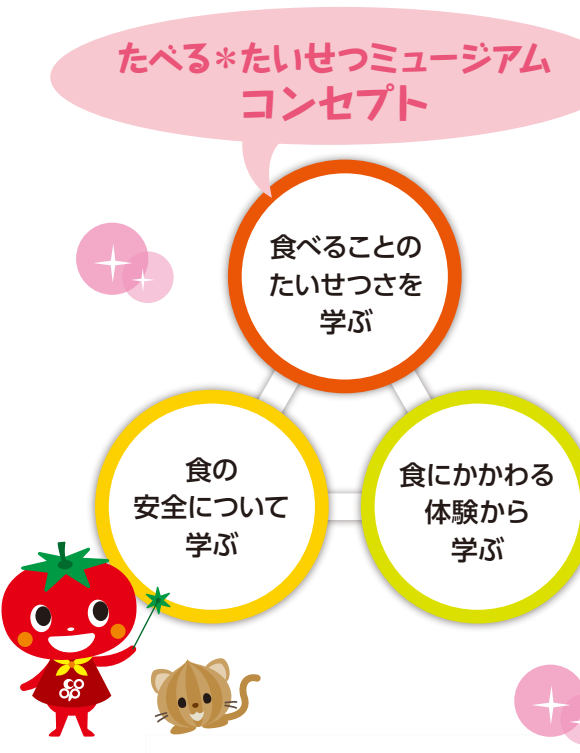 たべる＊たいせつミュージアム
コンセプト
食べることの
たいせつさを
学ぶ
食の
安全について
学ぶ
食にかかわる
体験から
学ぶ
co
op